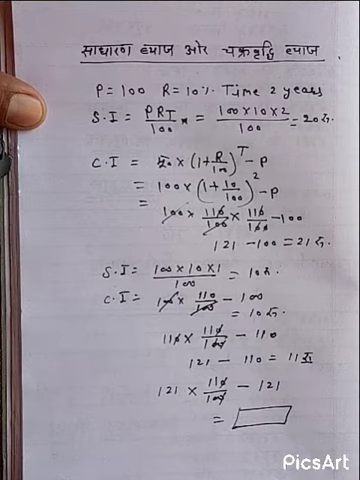 साधारण ब्याज और चक्रवृद्धि ब्याज
P = 100 R = 10% Time 2 years
S.I = PRT/100 = 100×10×2/100 = 20रु.
C.I = मू० × (1+R/100)^T - P
= 100 × (1+10/100)^2 - P
= 100 × 110/100 × 110/100 - 100
121 - 100 = 21 रु.
S.I = 100×10×1/100 = 10रु.
C.I = 100 × 110/100 - 100
= 10रु.
110 × 110/100 - 110
121 - 110 = 11रु
121 × 110/100 - 121
=
PicsArt